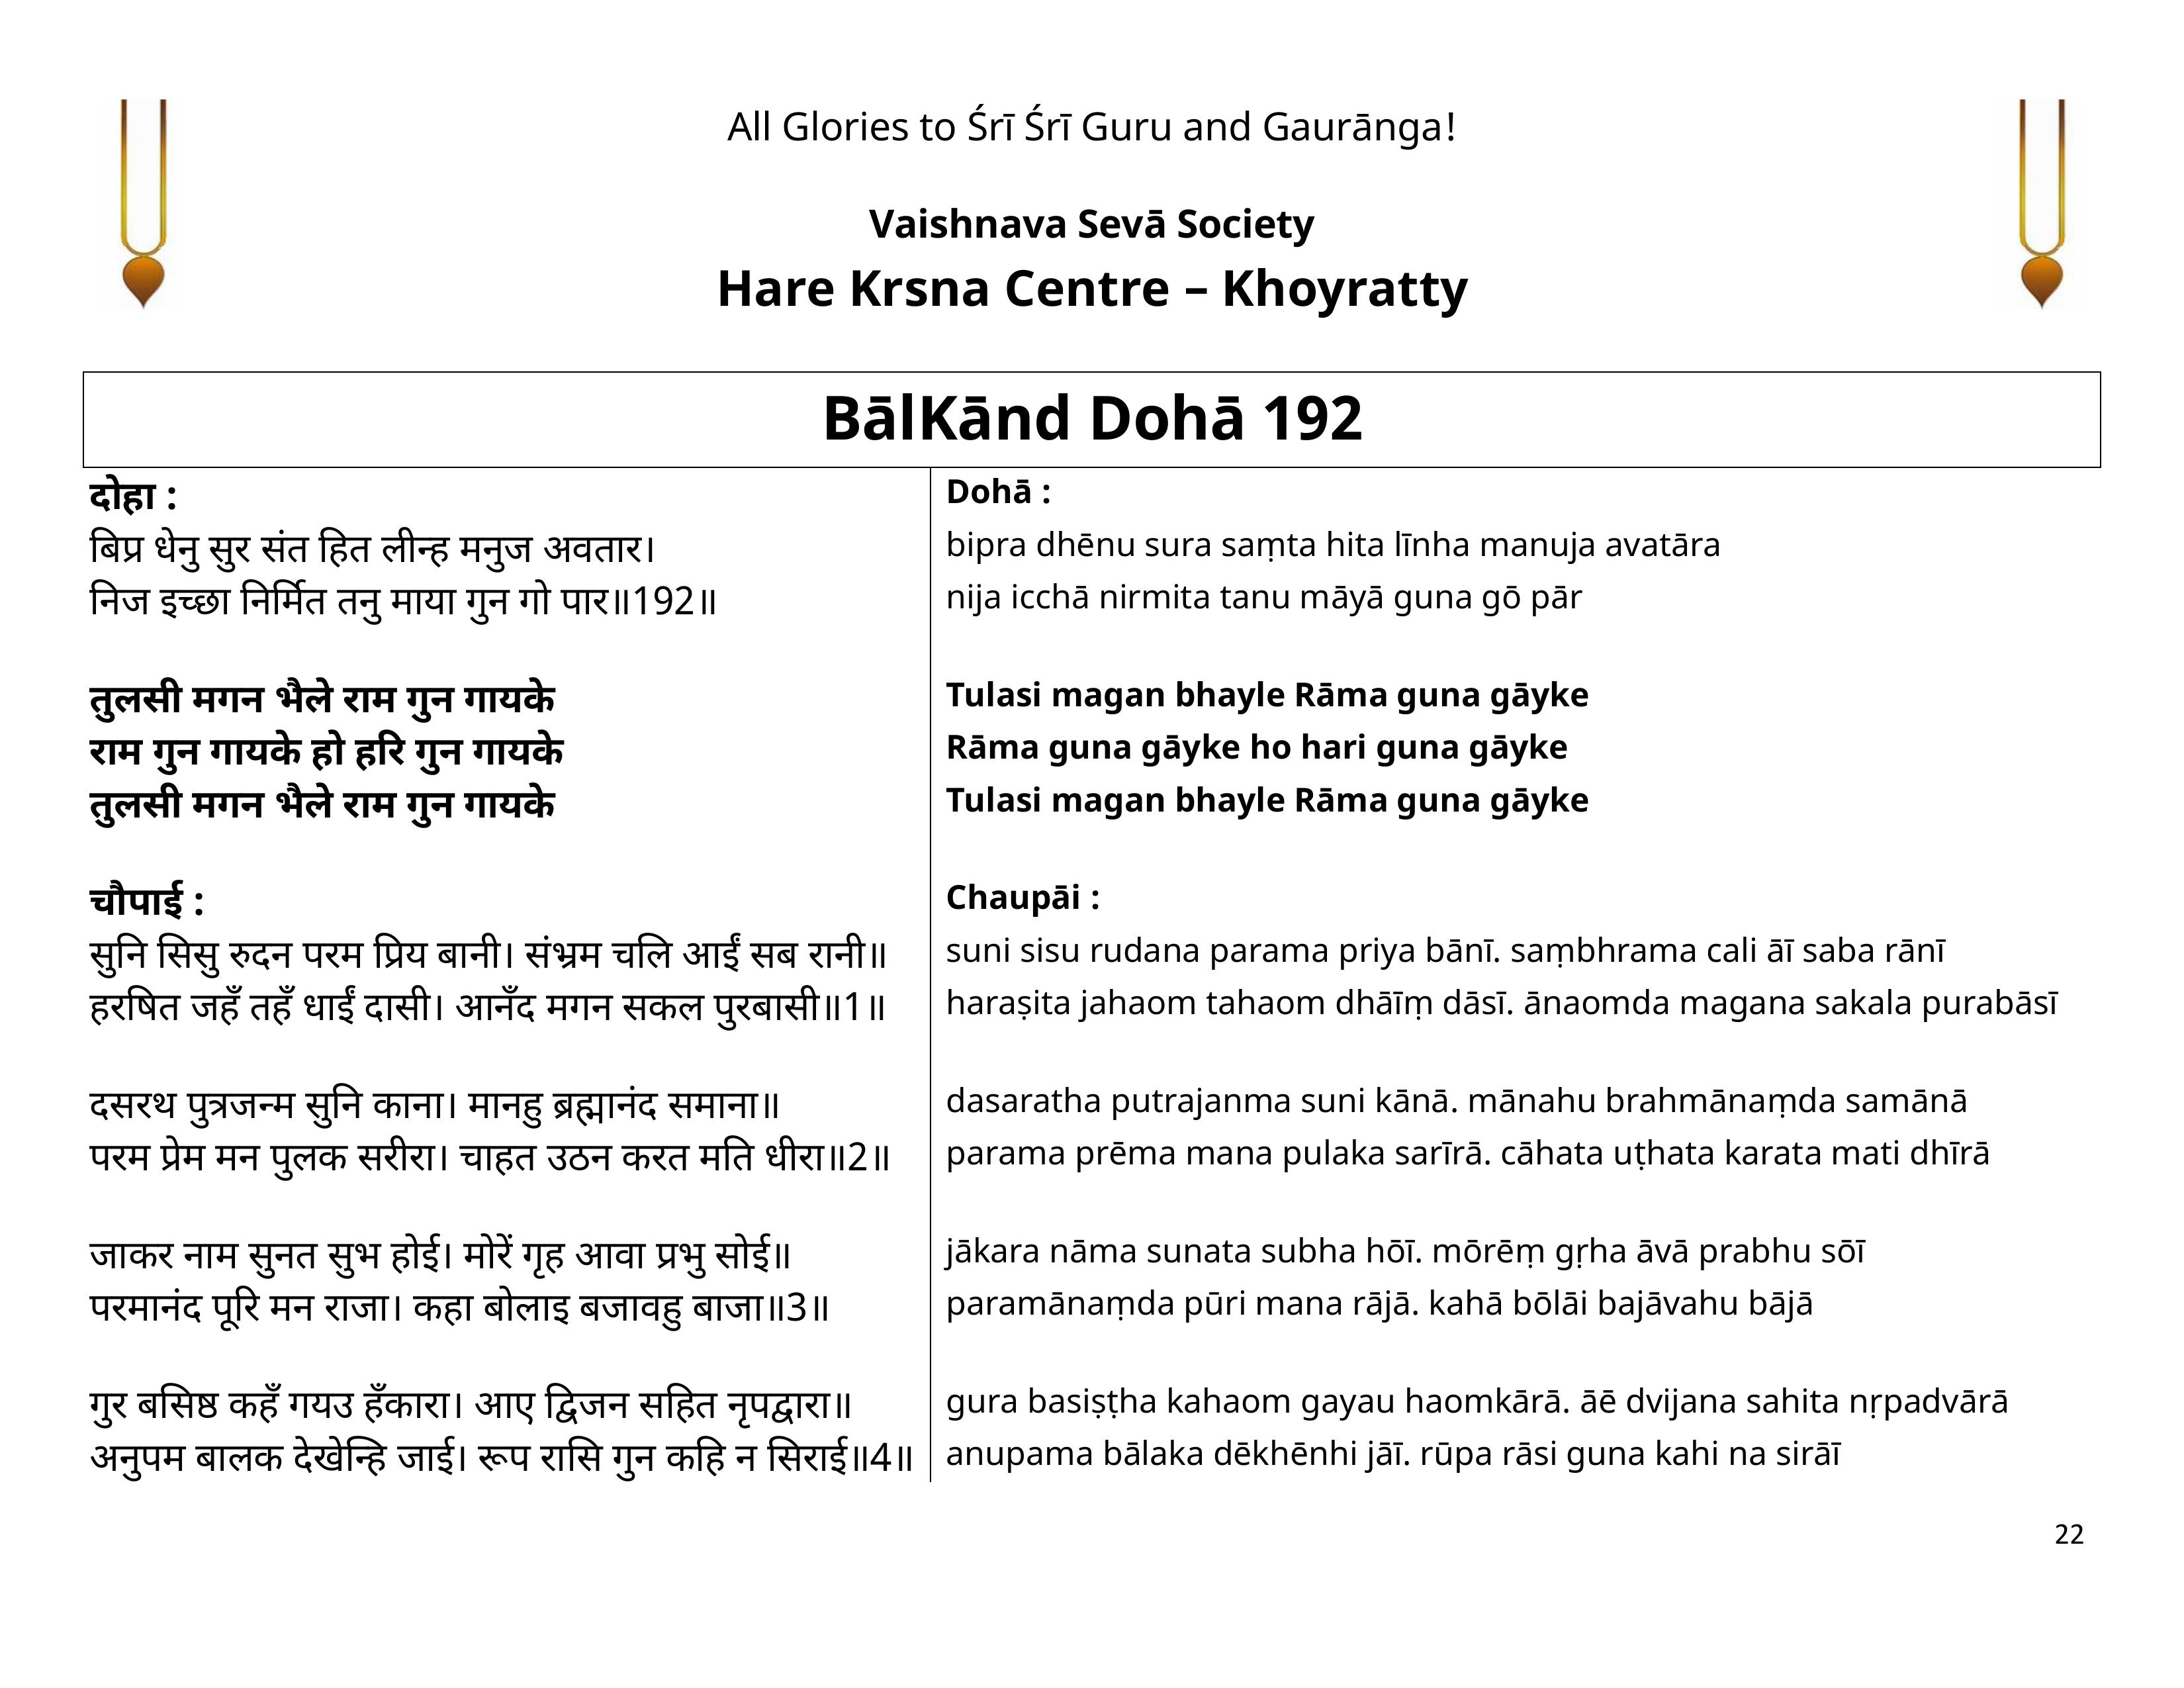 All Glories to Śrī Śrī Guru and Gaurānga!
Vaishnava Sevā Society
Hare Krsna Centre – Khoyratty
BālKānd Dohā 192
दोहा :
बिप्र धेनु सुर संत हित लीन्ह मनुज अवतार।
निज इच्छा निर्मित तनु माया गुन गो पार॥192॥
तुलसी मगन भैले राम गुन गायके
राम गुन गायके हो हरि गुन गायके
तुलसी मगन भैले राम गुन गायके
चौपाई :
सुनि सिसु रुदन परम प्रिय बानी। संभ्रम चलि आईं सब रानी॥
हरषित जहँ तहँ धाईं दासी। आनँद मगन सकल पुरबासी॥1॥
दसरथ पुत्रजन्म सुनि काना। मानहु ब्रह्मानंद समाना॥
परम प्रेम मन पुलक सरीरा। चाहत उठन करत मति धीरा॥2॥
जाकर नाम सुनत सुभ होई। मोरें गृह आवा प्रभु सोई॥
परमानंद पूरि मन राजा। कहा बोलाइ बजावहु बाजा॥3॥
गुर बसिष्ठ कहँ गयउ हँकारा। आए द्विजन सहित नृपद्वारा॥
अनुपम बालक देखेन्हि जाई। रूप रासि गुन कहि न सिराई॥4॥
Dohā :
bipra dhēnu sura saṃta hita līnha manuja avatāra
nija icchā nirmita tanu māyā guna gō pār
Tulasi magan bhayle Rāma guna gāyke
Rāma guna gāyke ho hari guna gāyke
Tulasi magan bhayle Rāma guna gāyke
Chaupāi :
suni sisu rudana parama priya bānī. saṃbhrama cali āī saba rānī
haraṣita jahaom tahaom dhāīṃ dāsī. ānaomda magana sakala purabāsī
dasaratha putrajanma suni kānā. mānahu brahmānaṃda samānā
parama prēma mana pulaka sarīrā. cāhata uṭhata karata mati dhīrā
jākara nāma sunata subha hōī. mōrēṃ gṛha āvā prabhu sōī
paramānaṃda pūri mana rājā. kahā bōlāi bajāvahu bājā
gura basiṣṭha kahaom gayau haomkārā. āē dvijana sahita nṛpadvārā
anupama bālaka dēkhēnhi jāī. rūpa rāsi guna kahi na sirāī
22